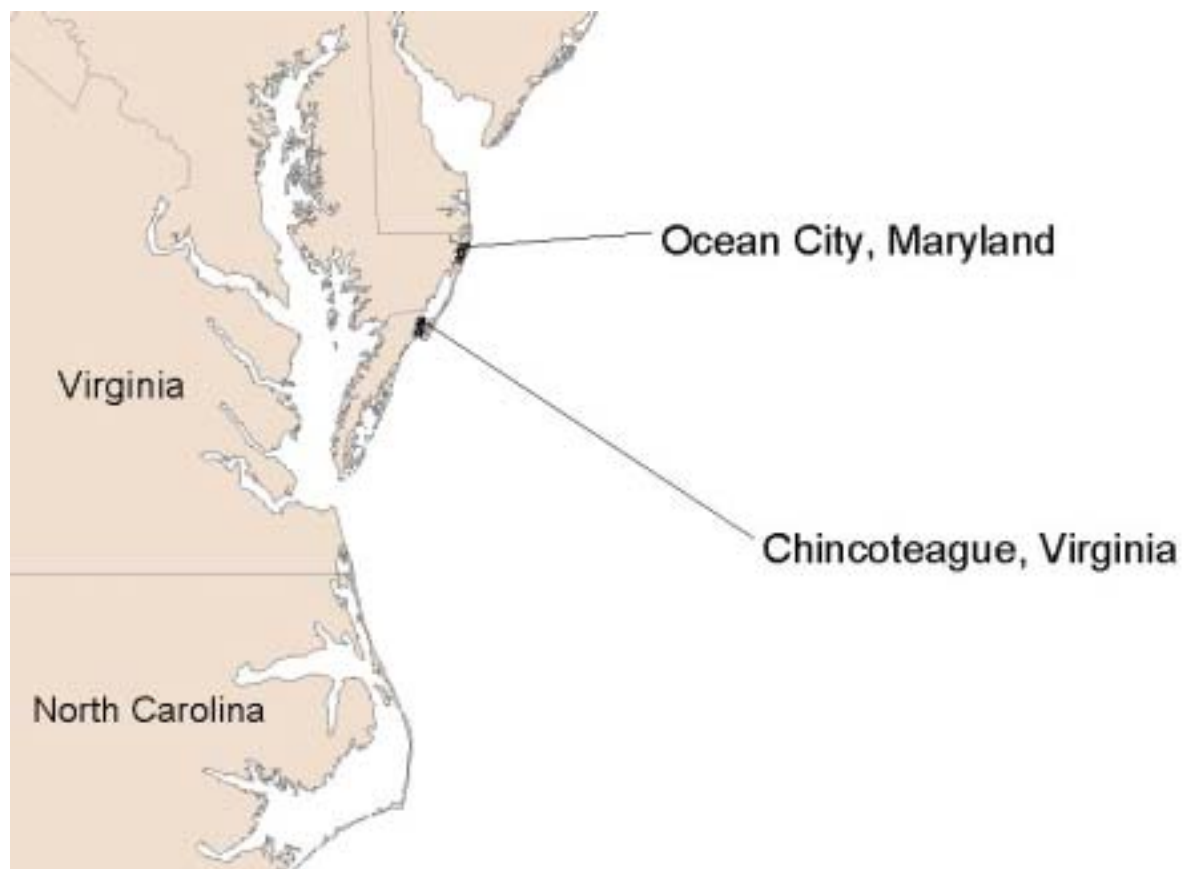 Ocean City, Maryland
Virginia
Chincoteague, Virginia
North Carolina